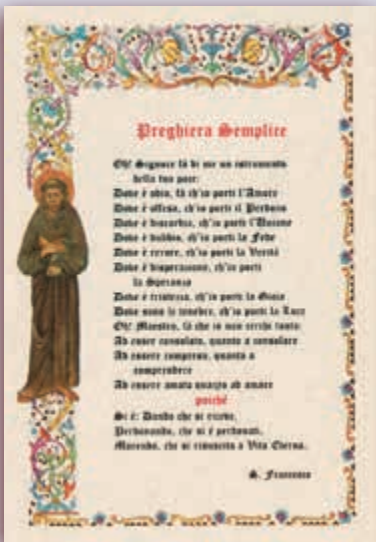 Preghiera Semplice
Oh! Signore fà di me un istrumento
della tua pace:
Dove è odio, fà ch'io porti l'Amore
Dove è offesa, ch'io porti il Perdono
Dove è discordia, ch'io porti l'Unione
Dove è dubbio, ch'io porti la Fede
Dove è errore, ch'io porti la Verità
Dove è disperazione, ch'io porti
la Speranza
Dove è tristezza, ch'io porti la Gioia
Dove sono le tenebre, ch'io porti la Luce
Oh! Maestro, fà che io non cerchi tanto:
Ad essere consolato, quanto a consolare
Ad essere compreso, quanto a
comprendere
Ad essere amato quanto ad amare
poiché
Si è: Dando che si riceve,
Perdonando, che si è perdonati,
Morendo, che si risuscita a Vita Eterna.
S. Francesco